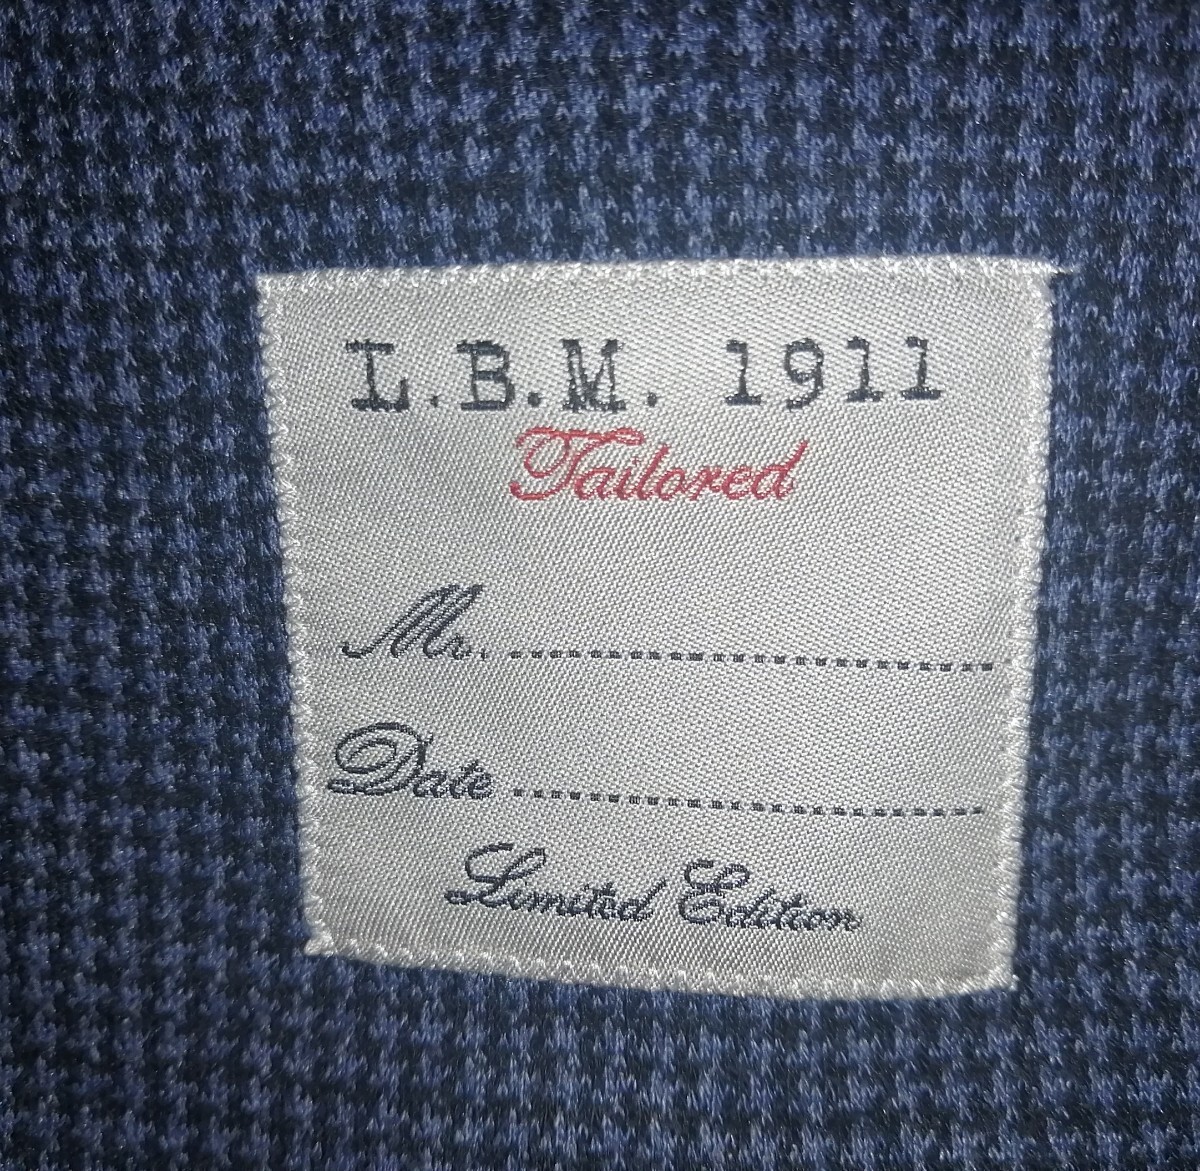 L.B.M. 1911
Tailored
Mr. ........................
Date ........................
Limited Edition